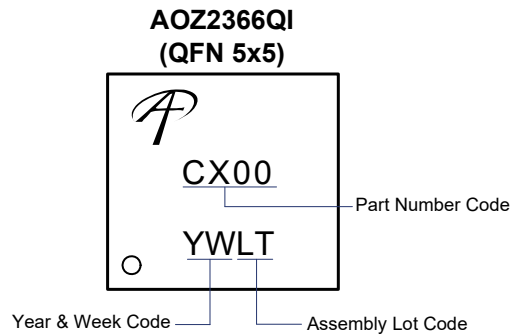 AOZ2366QI
(QFN 5x5)
CX00
Part Number Code
YWLT
Year & Week Code
Assembly Lot Code